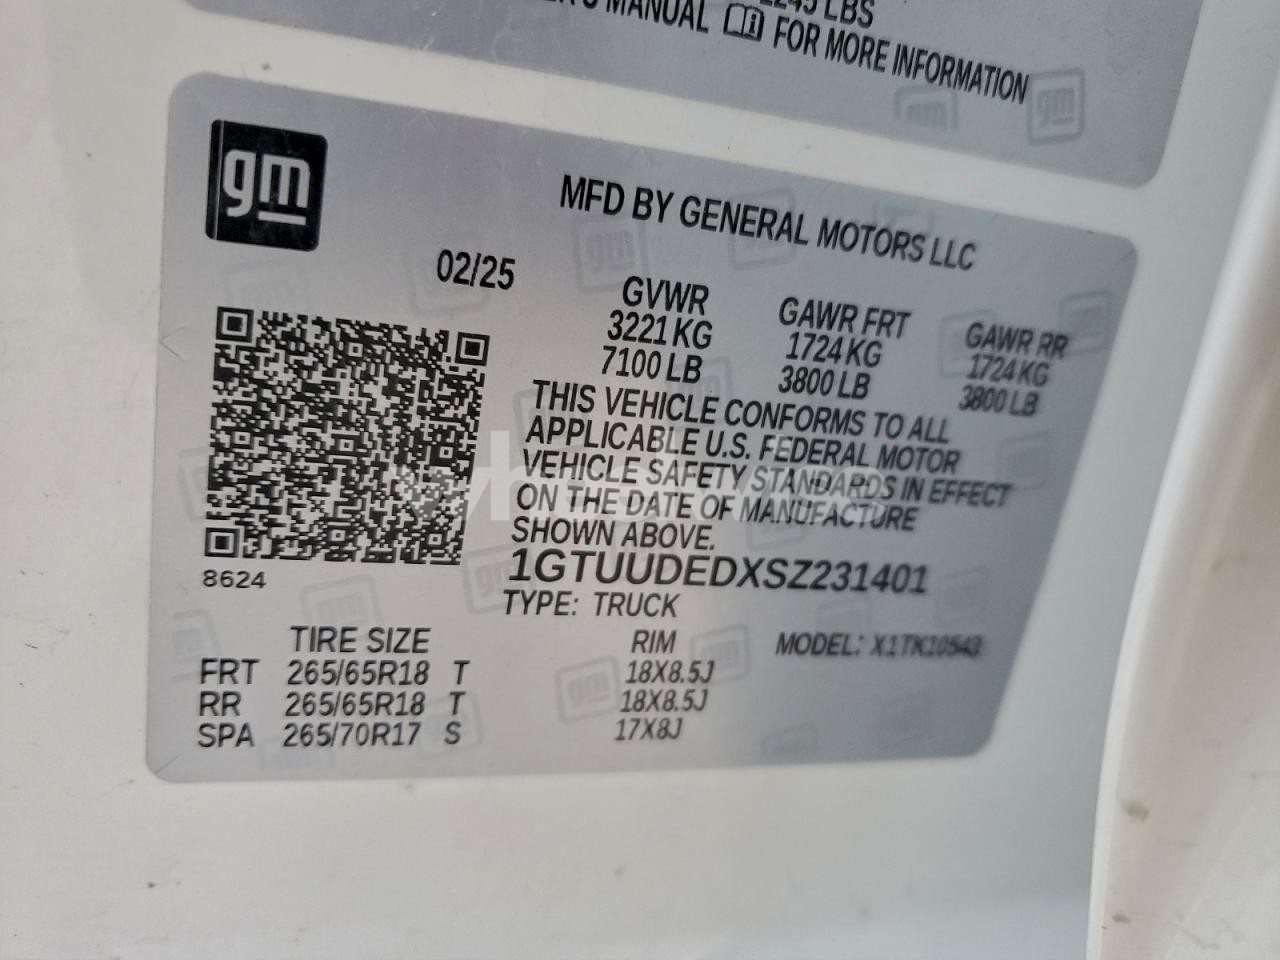 2245 LBS
MANUAL FOR MORE INFORMATION
gm
gm
MFD BY GENERAL MOTORS LLC
02/25
GVWR GAWR FRT GAWR RR
3221 KG 1724 KG 1724 KG
7100 LB 3800 LB 3800 LB
THIS VEHICLE CONFORMS TO ALL
APPLICABLE U.S. FEDERAL MOTOR
VEHICLE SAFETY STANDARDS IN EFFECT
ON THE DATE OF MANUFACTURE
SHOWN ABOVE.
1GTUUDEDXSZ231401
8624
TYPE: TRUCK
TIRE SIZE RIM MODEL: X1TK10543
FRT 265/65R18 T 18X8.5J
RR 265/65R18 T 18X8.5J
SPA 265/70R17 S 17X8J